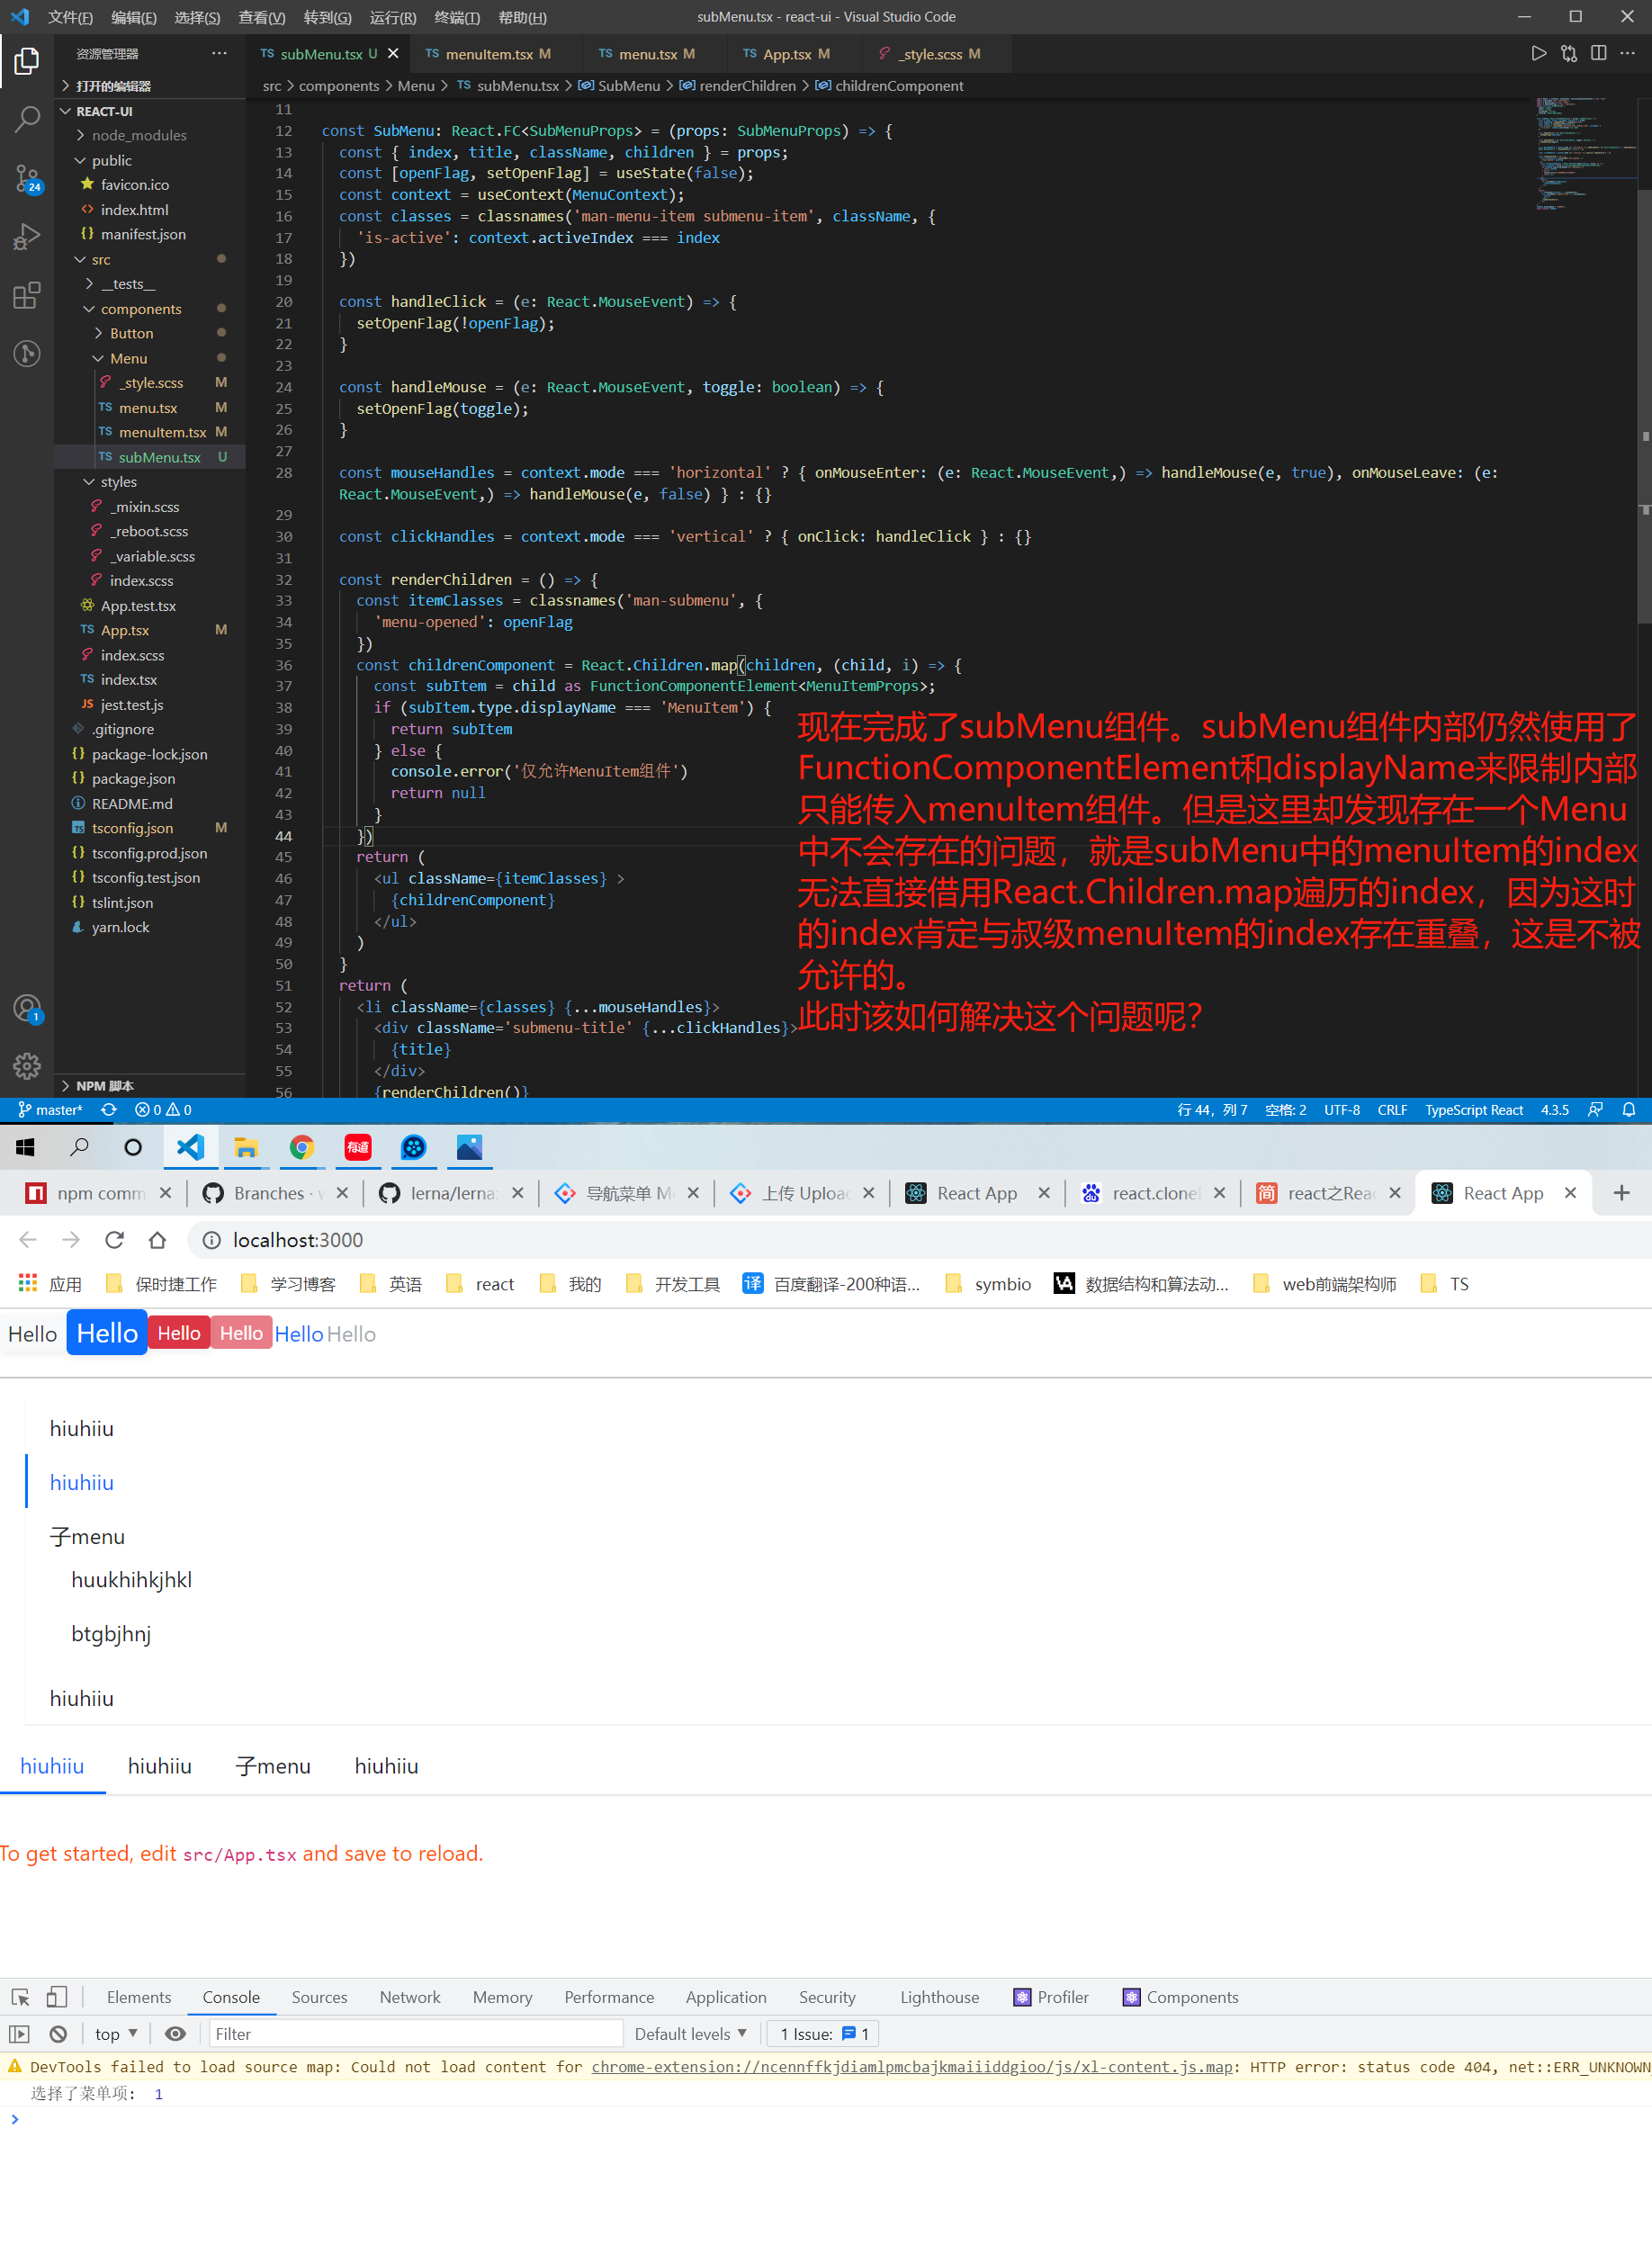 文件(F) 编辑(E) 选择(S) 查看(V) 转到(G) 运行(R) 终端(T) 帮助(H) subMenu.tsx - react-ui - Visual Studio Code
资源管理器 ···
subMenu.tsx U
TS menuItem.tsx M
TS menu.tsx M
TS App.tsx M
_style.scss M
打开的编辑器
src > components > Menu > TS subMenu.tsx > SubMenu > renderChildren > childrenComponent
REACT-UI
node_modules
public
favicon.ico
index.html
manifest.json
src
__tests__
components
Button
Menu
_style.scss M
TS menu.tsx M
TS menuItem.tsx M
TS subMenu.tsx U
styles
_mixin.scss
_reboot.scss
_variable.scss
index.scss
App.test.tsx
TS App.tsx M
index.scss
TS index.tsx
JS jest.test.js
.gitignore
package-lock.json
package.json
README.md
tsconfig.json M
tsconfig.prod.json
tsconfig.test.json
tslint.json
yarn.lock
24
1
NPM 脚本
11
12 const SubMenu: React.FC<SubMenuProps> = (props: SubMenuProps) => {
13 const { index, title, className, children } = props;
14 const [openFlag, setOpenFlag] = useState(false);
15 const context = useContext(MenuContext);
16 const classes = classnames('man-menu-item submenu-item', className, {
17 'is-active': context.activeIndex === index
18 })
19
20 const handleClick = (e: React.MouseEvent) => {
21 setOpenFlag(!openFlag);
22 }
23
24 const handleMouse = (e: React.MouseEvent, toggle: boolean) => {
25 setOpenFlag(toggle);
26 }
27
28 const mouseHandles = context.mode === 'horizontal' ? { onMouseEnter: (e: React.MouseEvent,) => handleMouse(e, true), onMouseLeave: (e:
React.MouseEvent,) => handleMouse(e, false) } : {}
29
30 const clickHandles = context.mode === 'vertical' ? { onClick: handleClick } : {}
31
32 const renderChildren = () => {
33 const itemClasses = classnames('man-submenu', {
34 'menu-opened': openFlag
35 })
36 const childrenComponent = React.Children.map(children, (child, i) => {
37 const subItem = child as FunctionComponentElement<MenuItemProps>;
38 if (subItem.type.displayName === 'MenuItem') {
39 return subItem
40 } else {
41 console.error('仅允许MenuItem组件')
42 return null
43 }
44 })
45 return (
46 <ul className={itemClasses} >
47 {childrenComponent}
48 </ul>
49 )
50 }
51 return (
52 <li className={classes} {...mouseHandles}>
53 <div className='submenu-title' {...clickHandles}>
54 {title}
55 </div>
56 {renderChildren()}
现在完成了subMenu组件。subMenu组件内部仍然使用了
FunctionComponentElement和displayName来限制内部
只能传入menuItem组件。但是这里却发现存在一个Menu
中不会存在的问题，就是subMenu中的menuItem的index
无法直接借用React.Children.map遍历的index，因为这时
的index肯定与叔级menuItem的index存在重叠，这是不被
允许的。
此时该如何解决这个问题呢？
master* 0 0 行 44，列 7 空格: 2 UTF-8 CRLF TypeScript React 4.3.5
有道
npm comm
Branches · 
lerna/lerna:
导航菜单 M
上传 Uploa
React App
react.clone
简 react之Rea
React App
localhost:3000
应用 保时捷工作 学习博客 英语 react 我的 开发工具 译 百度翻译-200种语... symbio 数据结构和算法动... web前端架构师 TS
Hello Hello Hello Hello Hello Hello
hiuhiiu
hiuhiiu
子menu
huukhihkjhkl
btgbjhnj
hiuhiiu
hiuhiiu hiuhiiu 子menu hiuhiiu
To get started, edit src/App.tsx and save to reload.
Elements Console Sources Network Memory Performance Application Security Lighthouse Profiler Components
top Filter Default levels 1 Issue: 1
DevTools failed to load source map: Could not load content for chrome-extension://ncennffkjdiamlpmcbajkmaiiiddgioo/js/xl-content.js.map: HTTP error: status code 404, net::ERR_UNKNOWN
选择了菜单项: 1